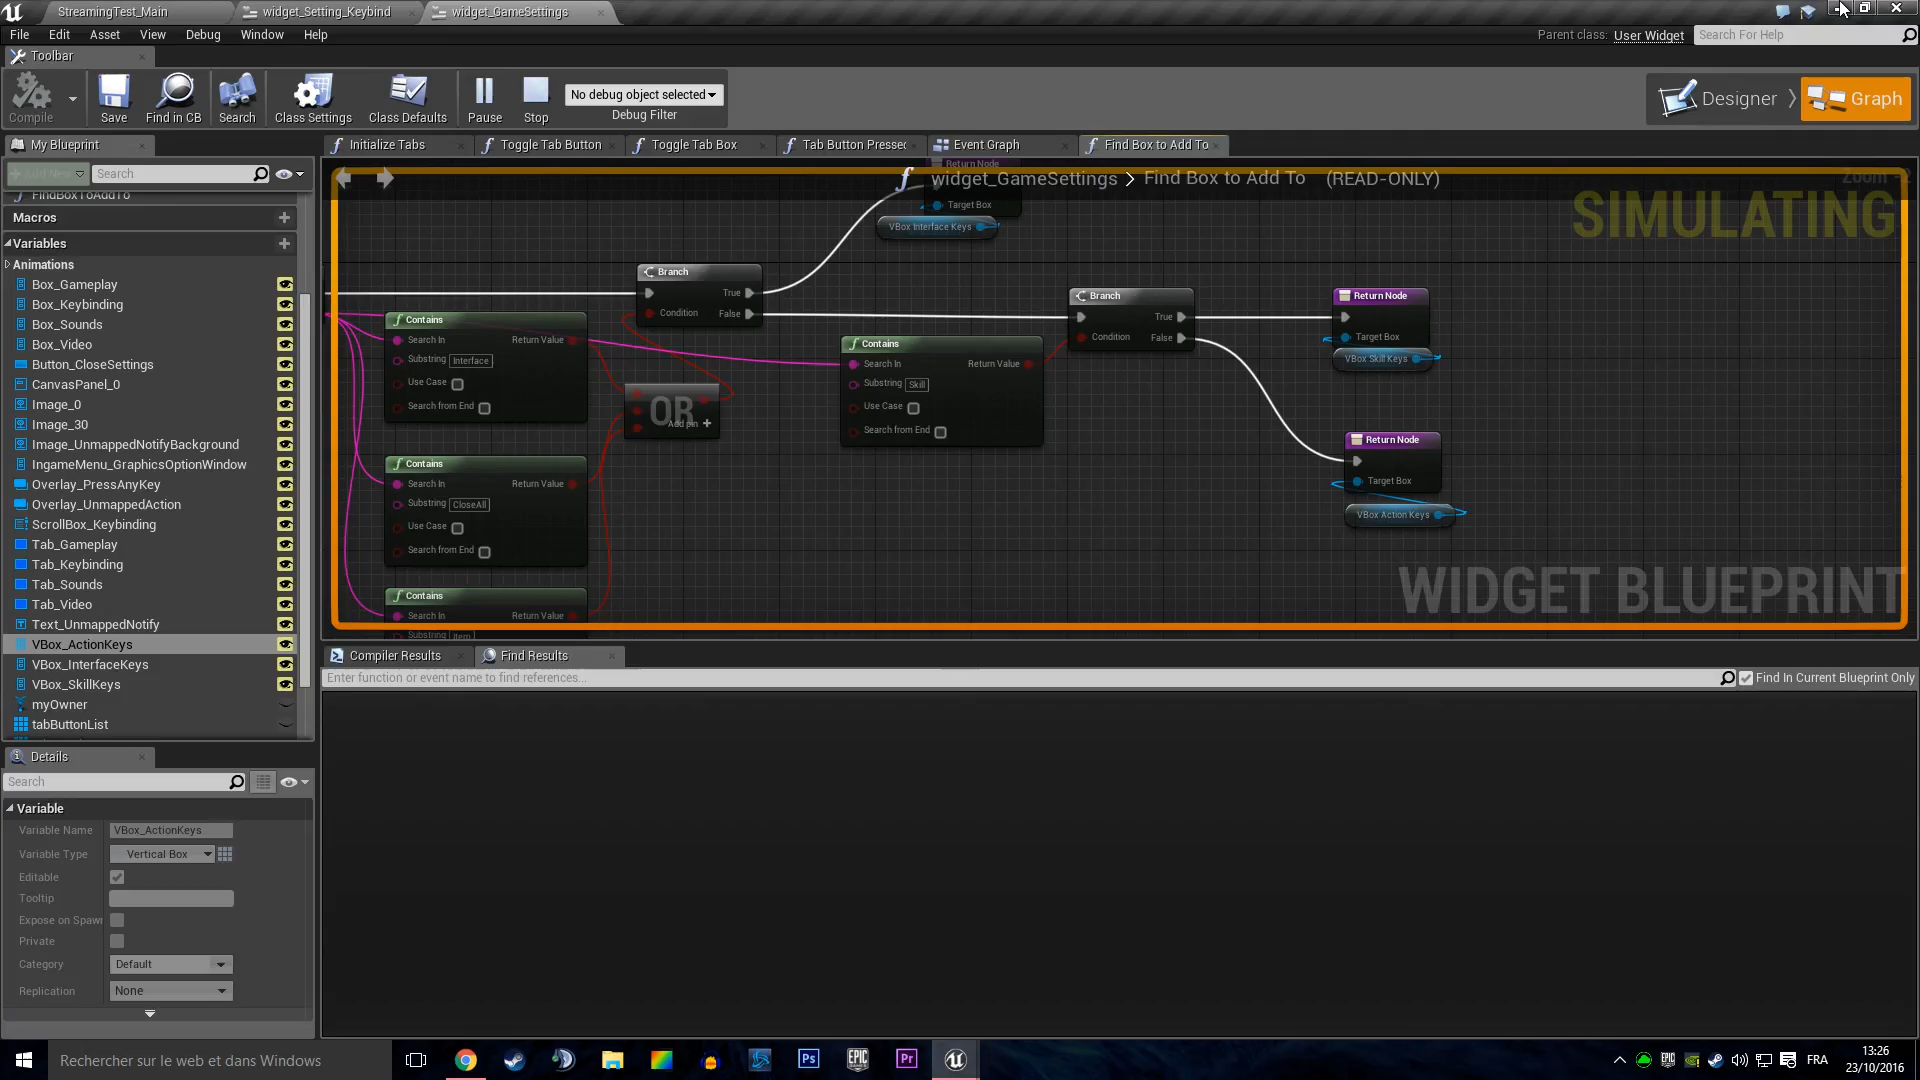 StreamingTest_Main
widget_Setting_Keybind
widget_GameSettings
File
Edit
Asset
View
Debug
Window
Help
Parent class:
User Widget
Search For Help
Toolbar
Compile
Save
Find in CB
Search
Class Settings
Class Defaults
Pause
Stop
No debug object selected
Debug Filter
Designer
Graph
My Blueprint
Initialize Tabs
Toggle Tab Button
Toggle Tab Box
Tab Button Pressed
Event Graph
Find Box to Add To
Search
FindBoxToAddTo
Macros
Variables
Animations
Box_Gameplay
Box_Keybinding
Box_Sounds
Box_Video
Button_CloseSettings
CanvasPanel_0
Image_0
Image_30
Image_UnmappedNotifyBackground
IngameMenu_GraphicsOptionWindow
Overlay_PressAnyKey
Overlay_UnmappedAction
ScrollBox_Keybinding
Tab_Gameplay
Tab_Keybinding
Tab_Sounds
Tab_Video
Text_UnmappedNotify
VBox_ActionKeys
VBox_InterfaceKeys
VBox_SkillKeys
myOwner
tabButtonList
Return Node
widget_GameSettings > Find Box to Add To (READ-ONLY)
Zoom -2
SIMULATING
Target Box
VBox Interface Keys
Branch
True
Condition
False
Contains
Search In
Return Value
Substring
Interface
Use Case
Search from End
OR
Add pin +
Contains
Search In
Return Value
Substring
CloseAll
Use Case
Search from End
Contains
Search In
Return Value
Substring
Item
Contains
Search In
Return Value
Substring
Skill
Use Case
Search from End
Branch
True
Condition
False
Return Node
Target Box
VBox Skill Keys
Return Node
Target Box
VBox Action Keys
WIDGET BLUEPRINT
Compiler Results
Find Results
Enter function or event name to find references...
Find In Current Blueprint Only
Details
Search
Variable
Variable Name
VBox_ActionKeys
Variable Type
Vertical Box
Editable
Tooltip
Expose on Spawn
Private
Category
Default
Replication
None
Rechercher sur le web et dans Windows
Ps
EPIC
Pr
FRA
13:26
23/10/2016